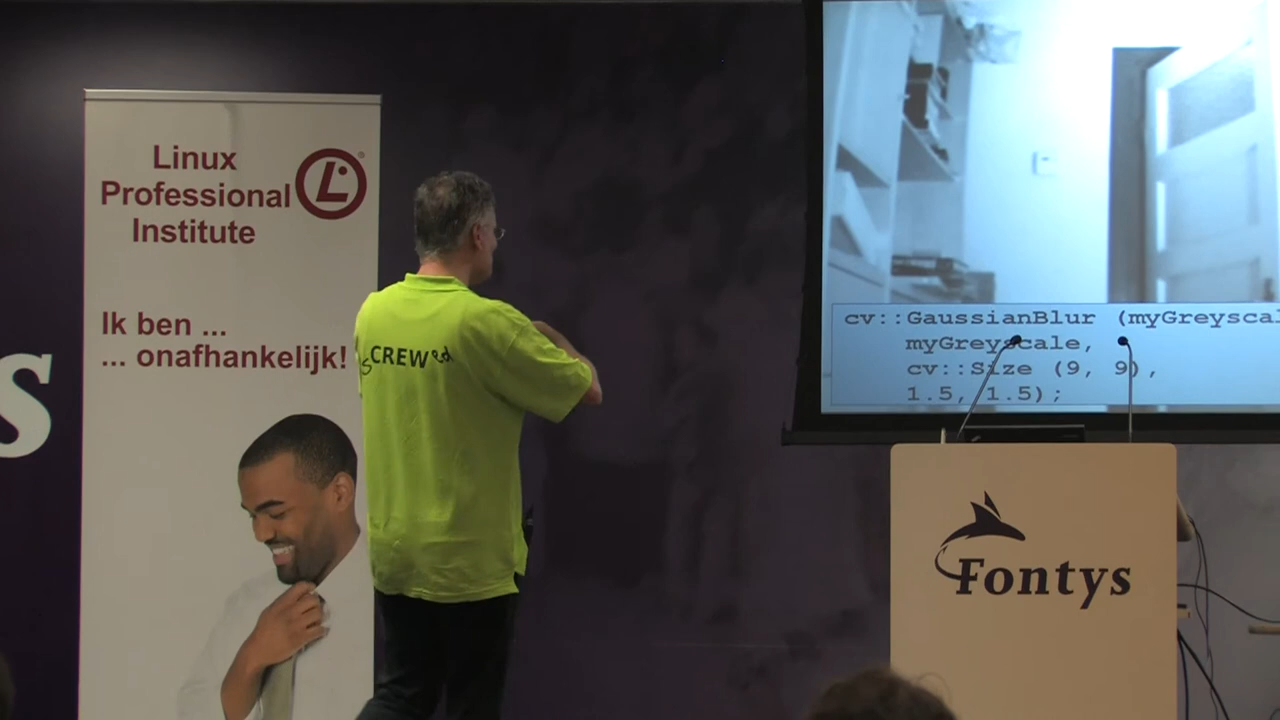 Linux
Professional
Institute
Ik ben ...
... onafhankelijk!
sCREWed
cv::GaussianBlur (myGreyscal
myGreyscale,
cv::Size (9, 9),
1.5, 1.5);
Fontys
s